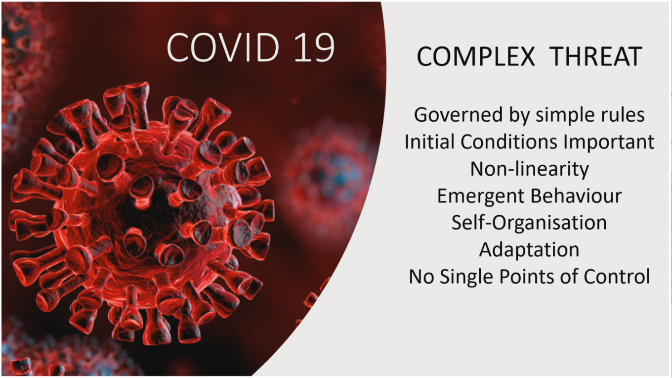 COVID 19
COMPLEX THREAT
Governed by simple rules
Initial Conditions Important
Non-linearity
Emergent Behaviour
Self-Organisation
Adaptation
No Single Points of Control